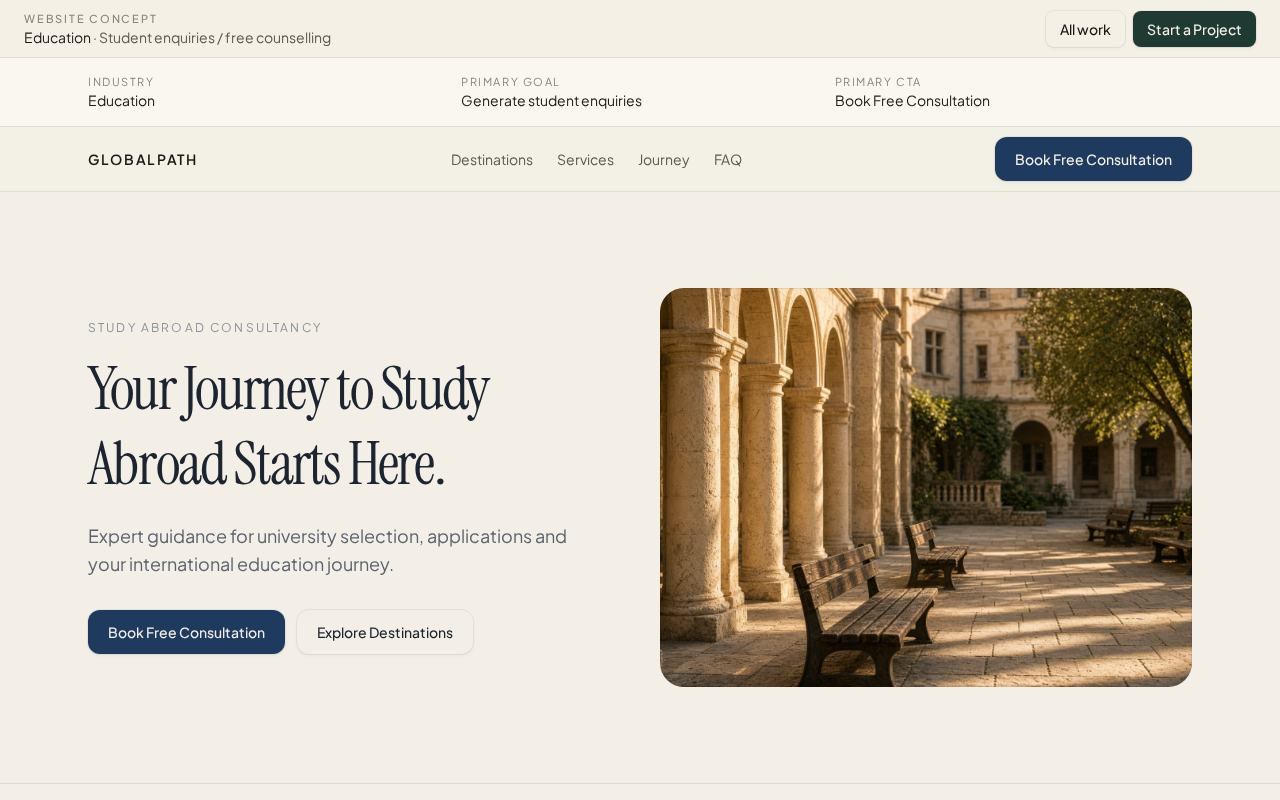 WEBSITE CONCEPT
Education · Student enquiries / free counselling
All work
Start a Project
INDUSTRY
Education
PRIMARY GOAL
Generate student enquiries
PRIMARY CTA
Book Free Consultation
GLOBALPATH
Destinations
Services
Journey
FAQ
Book Free Consultation
STUDY ABROAD CONSULTANCY
Your Journey to Study
Abroad Starts Here.
Expert guidance for university selection, applications and
your international education journey.
Book Free Consultation
Explore Destinations